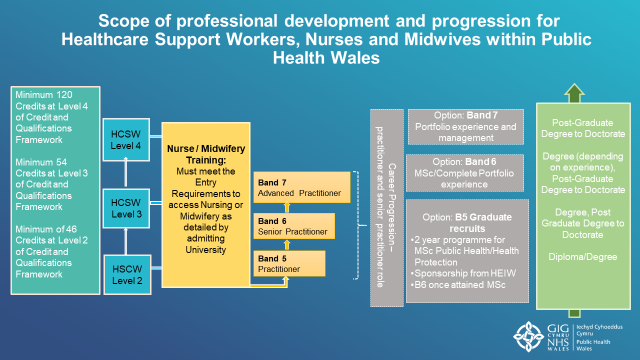 Scope of professional development and progression for
Healthcare Support Workers, Nurses and Midwives within Public
Health Wales
Minimum 120
Credits at Level 4
of Credit and
Qualifications
Framework
Minimum 54
Credits at Level 3
of Credit and
Qualifications
Framework
Minimum of 46
Credits at Level 2
of Credit and
Qualifications
Framework
HCSW
Level 4
HCSW
Level 3
HSCW
Level 2
Nurse / Midwifery
Training:
Must meet the
Entry
Requirements to
access Nursing or
Midwifery as
detailed by
admitting
University
Band 7
Advanced Practitioner
Band 6
Senior Practitioner
Band 5
Practitioner
Career Progression-
practitioner and senior practitioner role
Option: Band 7
Portfolio experience and
management
Option: Band 6
MSc/Complete Portfolio
experience
Option: B5 Graduate
recruits
•2 year programme for
MSc Public Health/Health
Protection
•Sponsorship from HEIW
•B6 once attained MSc
Post-Graduate
Degree to Doctorate
Degree (depending
on experience),
Post-Graduate
Degree to Doctorate
Degree, Post
Graduate Degree to
Doctorate
Diploma/Degree
GIG
CYMRU
NHS
WALES
Iechyd Cyhoeddus
Cymru
Public Health
Wales